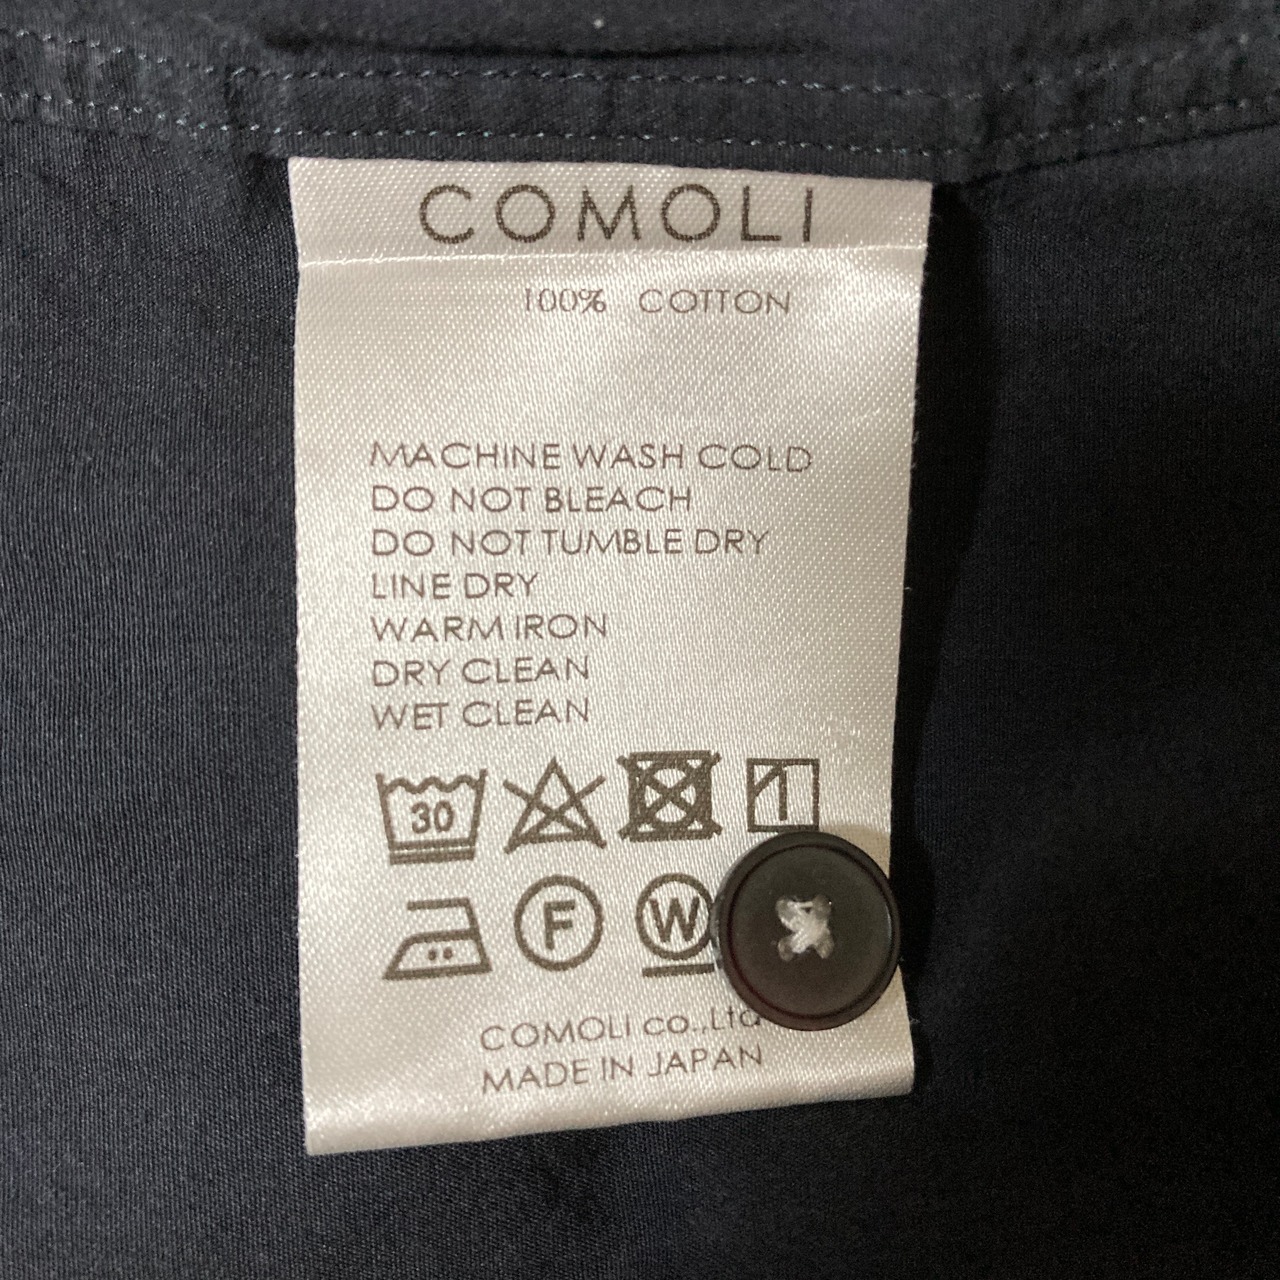 COMOLI
100% COTTON
MACHINE WASH COLD
DO NOT BLEACH
DO NOT TUMBLE DRY
LINE DRY
WARM IRON
DRY CLEAN
WET CLEAN
30
F W
COMOLI co.,Ltd
MADE IN JAPAN